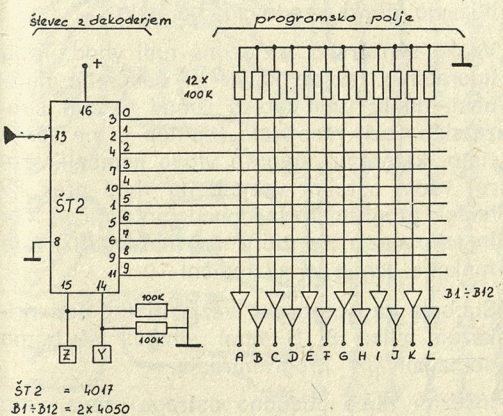 števec z dekoderjem
programsko polje
+
12 x
100K
16
13
3 0
2 1
4 2
7 3
10 4
1 5
5 6
6 7
9 8
11 9
ŠT2
8
15 14
100K
100K
Z Y
B1÷B12
A B C D E F G H I J K L
ŠT2 = 4017
B1÷B12 = 2x4050